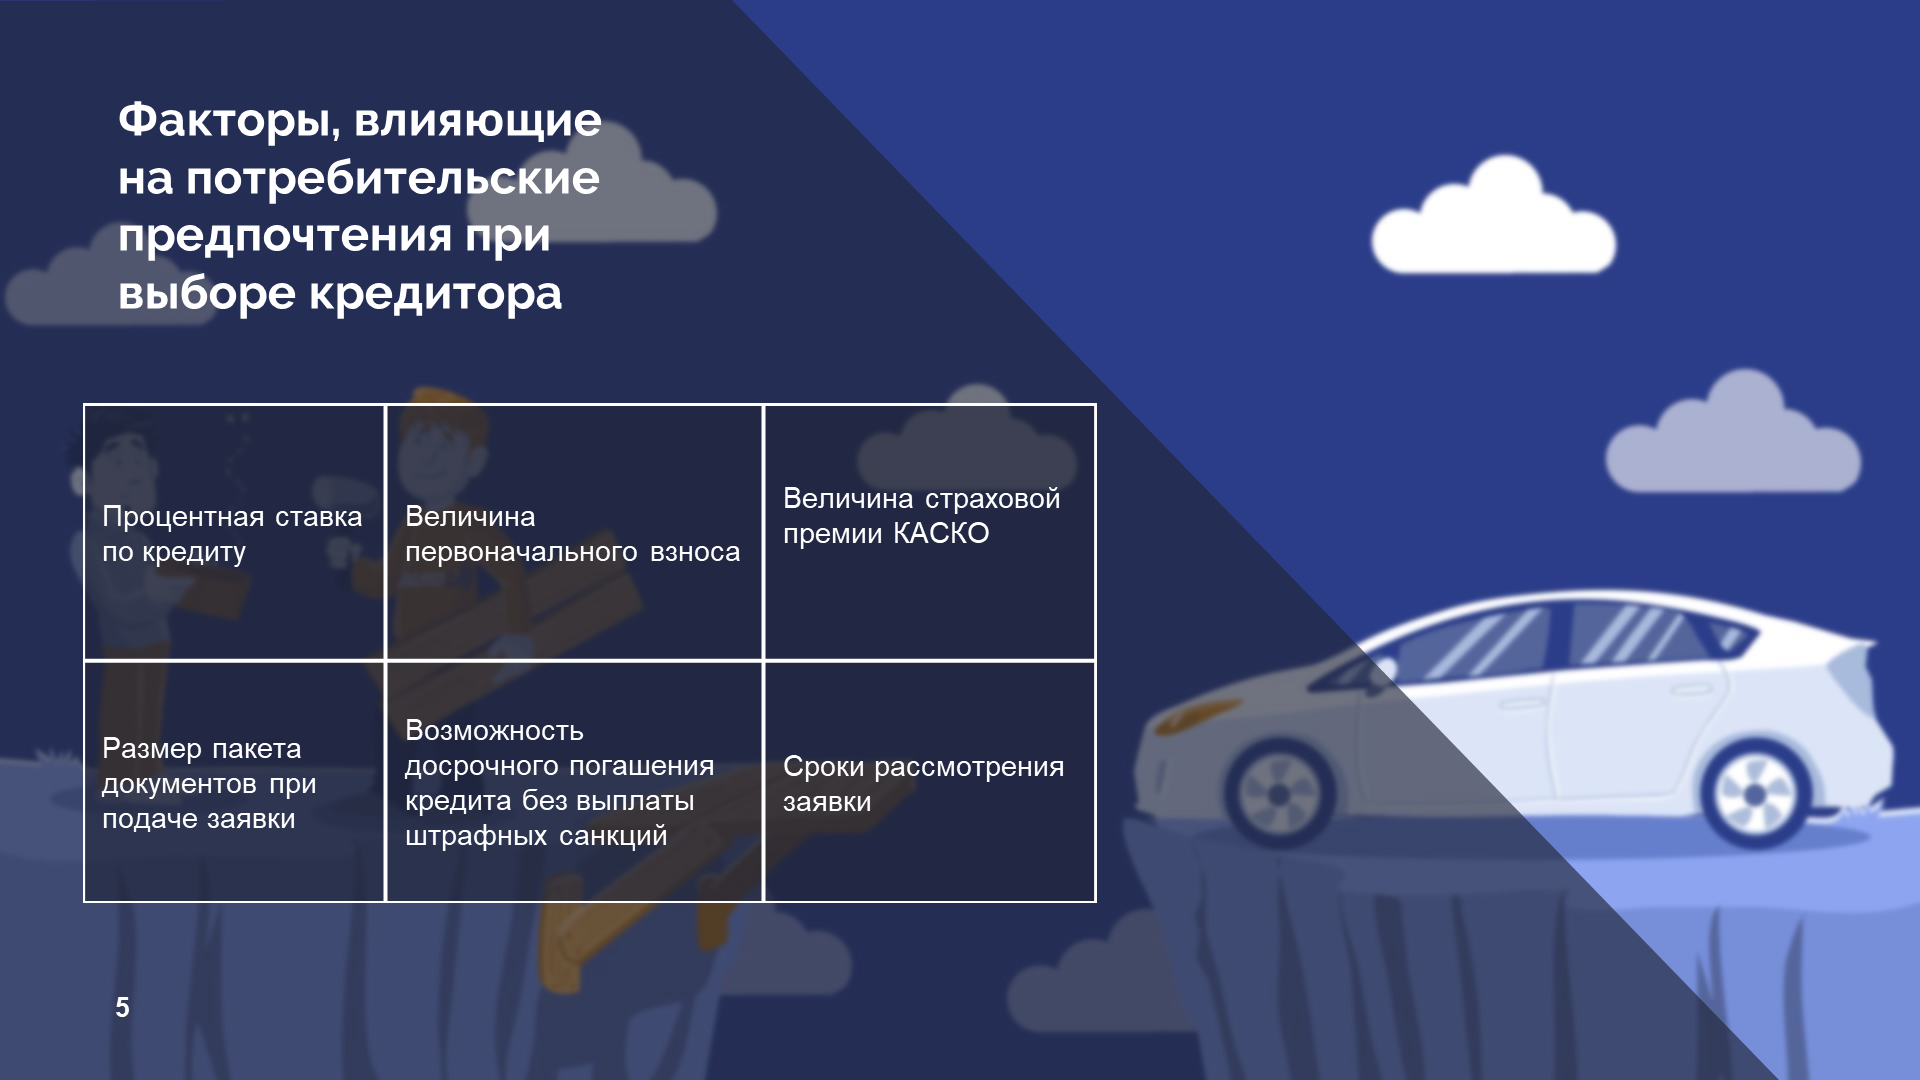 Факторы, влияющие
на потребительские
предпочтения при
выборе кредитора
Процентная ставка
по кредиту
Величина
первоначального взноса
Величина страховой
премии КАСКО
Размер пакета
документов при
подаче заявки
Возможность
досрочного погашения
кредита без выплаты
штрафных санкций
Сроки рассмотрения
заявки
5